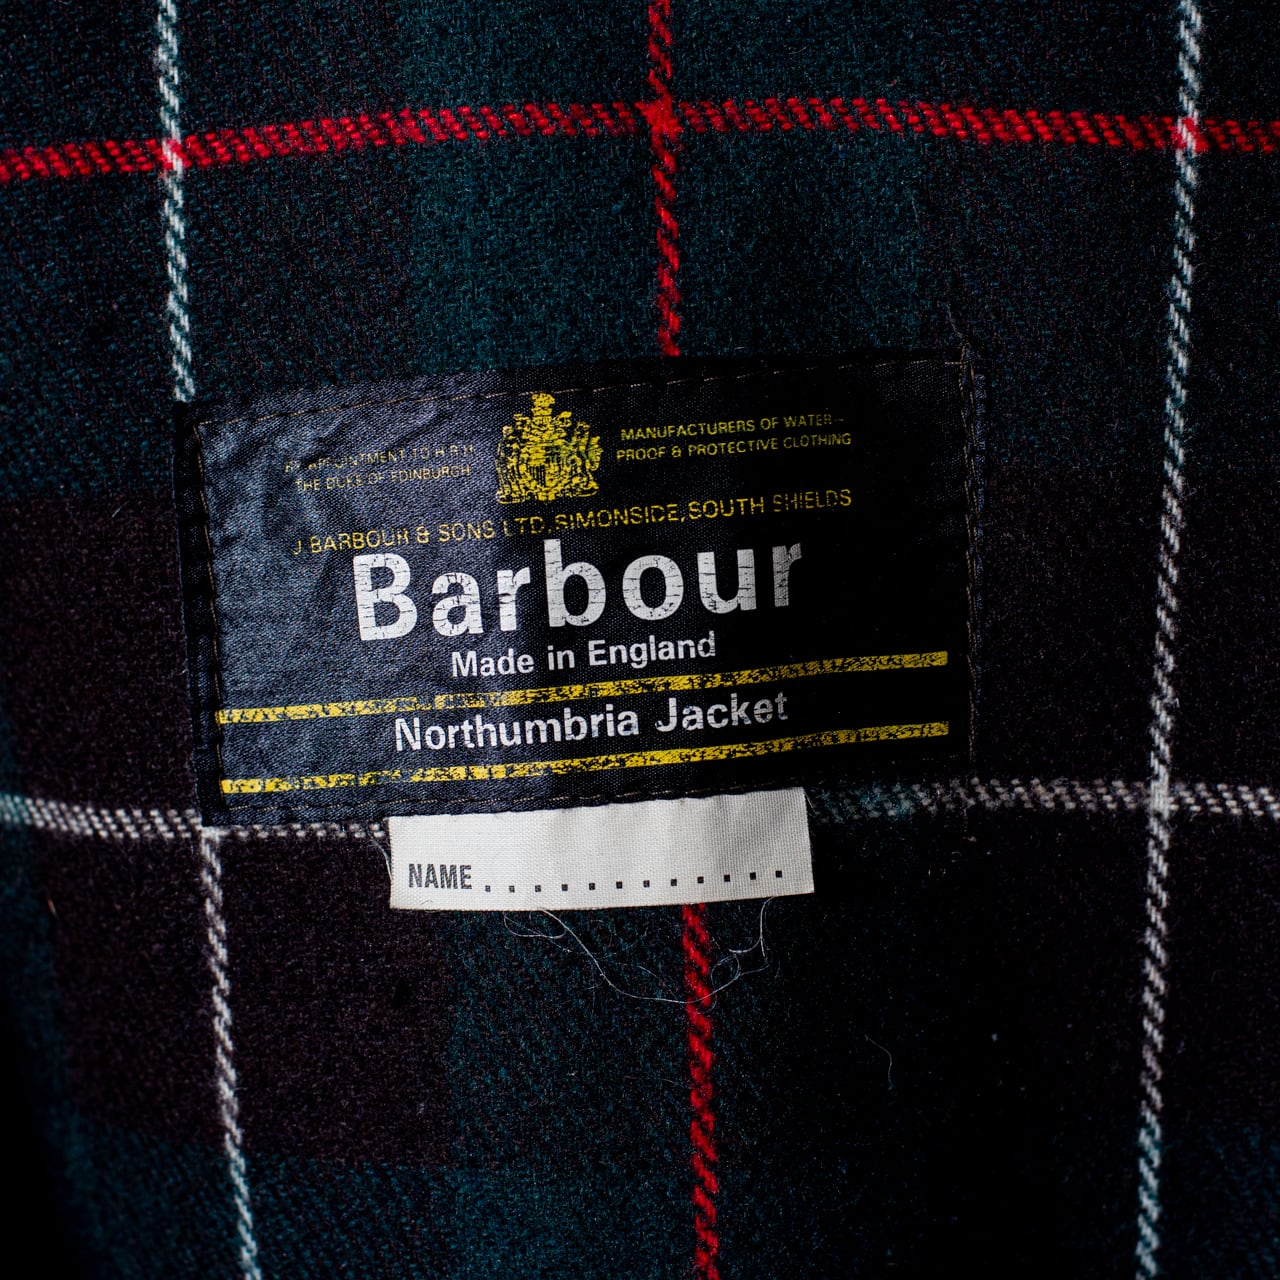 BY APPOINTMENT TO H.R.H.
THE DUKE OF EDINBURGH
MANUFACTURERS OF WATER-
PROOF & PROTECTIVE CLOTHING
J. BARBOUR & SONS LTD, SIMONSIDE, SOUTH SHIELDS
Barbour
Made in England
Northumbria Jacket
NAME . . . . . . . . . . . .